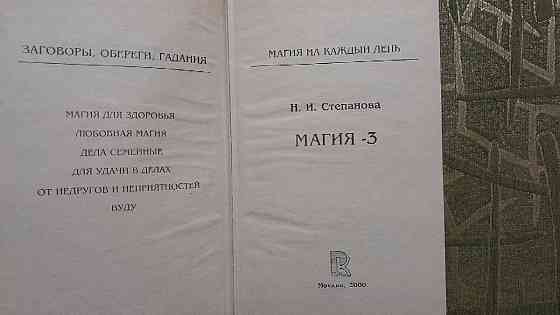 ЗАГОВОРЫ, ОБЕРЕГИ, ГАДАНИЯ
МАГИЯ ДЛЯ ЗДОРОВЬЯ
ЛЮБОВНАЯ МАГИЯ
ДЕЛА СЕМЕЙНЫЕ
ДЛЯ УДАЧИ В ДЕЛАХ
ОТ НЕДРУГОВ И НЕПРИЯТНОСТЕЙ
ВУДУ
МАГИЯ НА КАЖДЫЙ ДЕНЬ
Н. И. Степанова
МАГИЯ -3
Москва, 2000